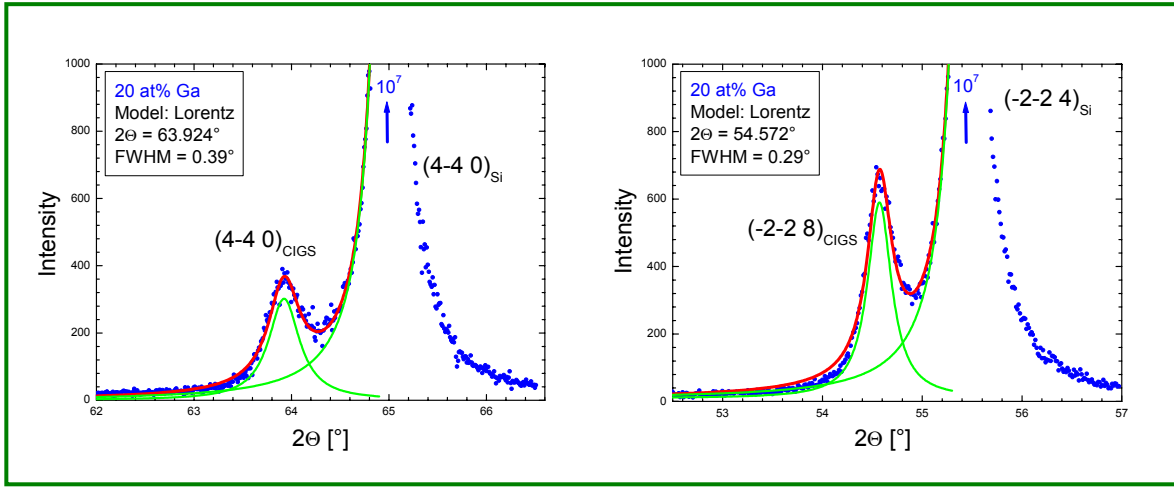 20 at% Ga
Model: Lorentz
2Θ = 63.924°
FWHM = 0.39°
10⁷
(4-4 0)Si
(4-4 0)CIGS
Intensity
1000
800
600
400
200
0
62 63 64 65 66
2Θ [°]
20 at% Ga
Model: Lorentz
2Θ = 54.572°
FWHM = 0.29°
10⁷
(-2-2 4)Si
(-2-2 8)CIGS
Intensity
1000
800
600
400
200
0
53 54 55 56 57
2Θ [°]